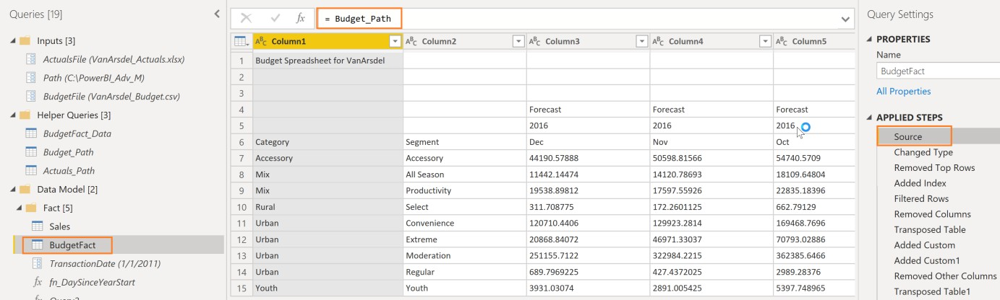 Queries [19]
Inputs [3]
ActualsFile (VanArsdel_Actuals.xlsx)
Path (C:\PowerBI_Adv_M)
BudgetFile (VanArsdel_Budget.csv)
Helper Queries [3]
BudgetFact_Data
Budget_Path
Actuals_Path
Data Model [2]
Fact [5]
Sales
BudgetFact
TransactionDate (1/1/2011)
fx fn_DaySinceYearStart
fx = Budget_Path
ABC Column1 ABC Column2 ABC Column3 ABC Column4 ABC Column5
1 Budget Spreadsheet for VanArsdel
2
3
4 Forecast Forecast Forecast
5 2016 2016 2016
6 Category Segment Dec Nov Oct
7 Accessory Accessory 44190.57888 50598.81566 54740.5709
8 Mix All Season 11442.14474 14120.78693 18109.64804
9 Mix Productivity 19538.89812 17597.55926 22835.18396
10 Rural Select 311.708775 172.2601125 662.79129
11 Urban Convenience 120710.4406 129923.2814 169468.7696
12 Urban Extreme 20868.84072 46971.33037 70793.02886
13 Urban Moderation 251155.7122 322984.2215 362385.6466
14 Urban Regular 689.7969225 427.4372025 2989.28376
15 Youth Youth 3931.03074 2891.005425 5397.748965
Query Settings
PROPERTIES
Name
BudgetFact
All Properties
APPLIED STEPS
Source
Changed Type
Removed Top Rows
Added Index
Filtered Rows
Removed Columns
Transposed Table
Added Custom
Added Custom1
Removed Other Columns
Transposed Table1